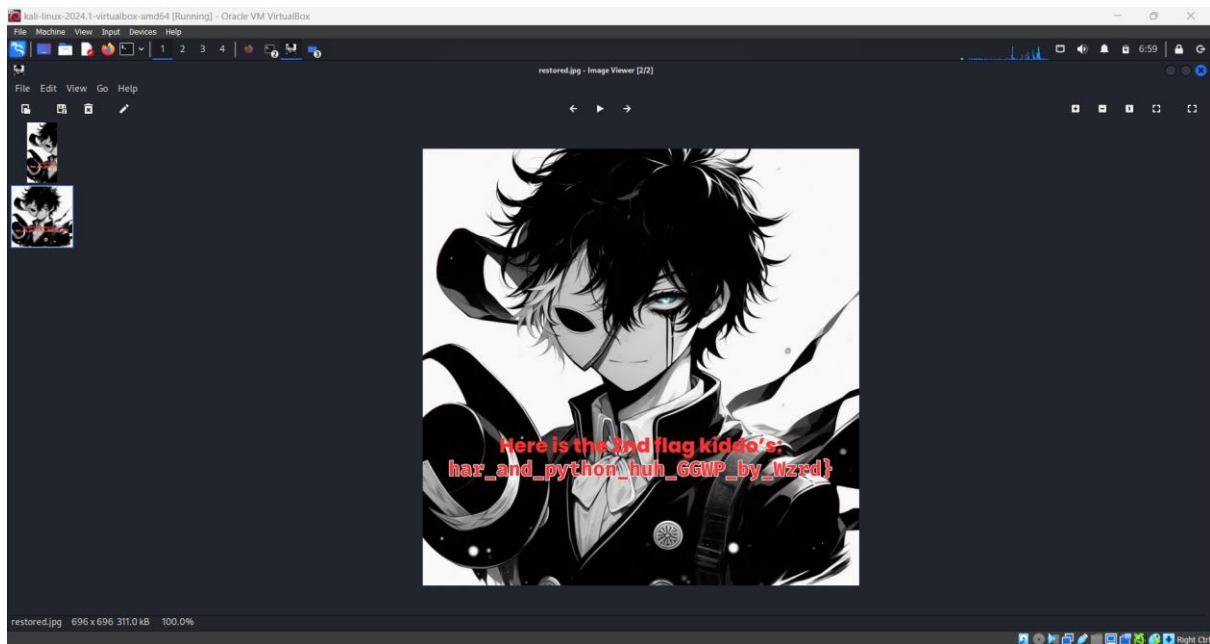 kali-linux-2024.1-virtualbox-amd64 [Running] - Oracle VM VirtualBox
File Machine View Input Devices Help
1 2 3 4
6:59
restored.jpg - Image Viewer [2/2]
File Edit View Go Help
Here is the 2nd flag kiddo's:
har_and_python_huh_GGWP_by_Wzrd}
restored.jpg 696 x 696 311.0 kB 100.0%
Right Ctrl